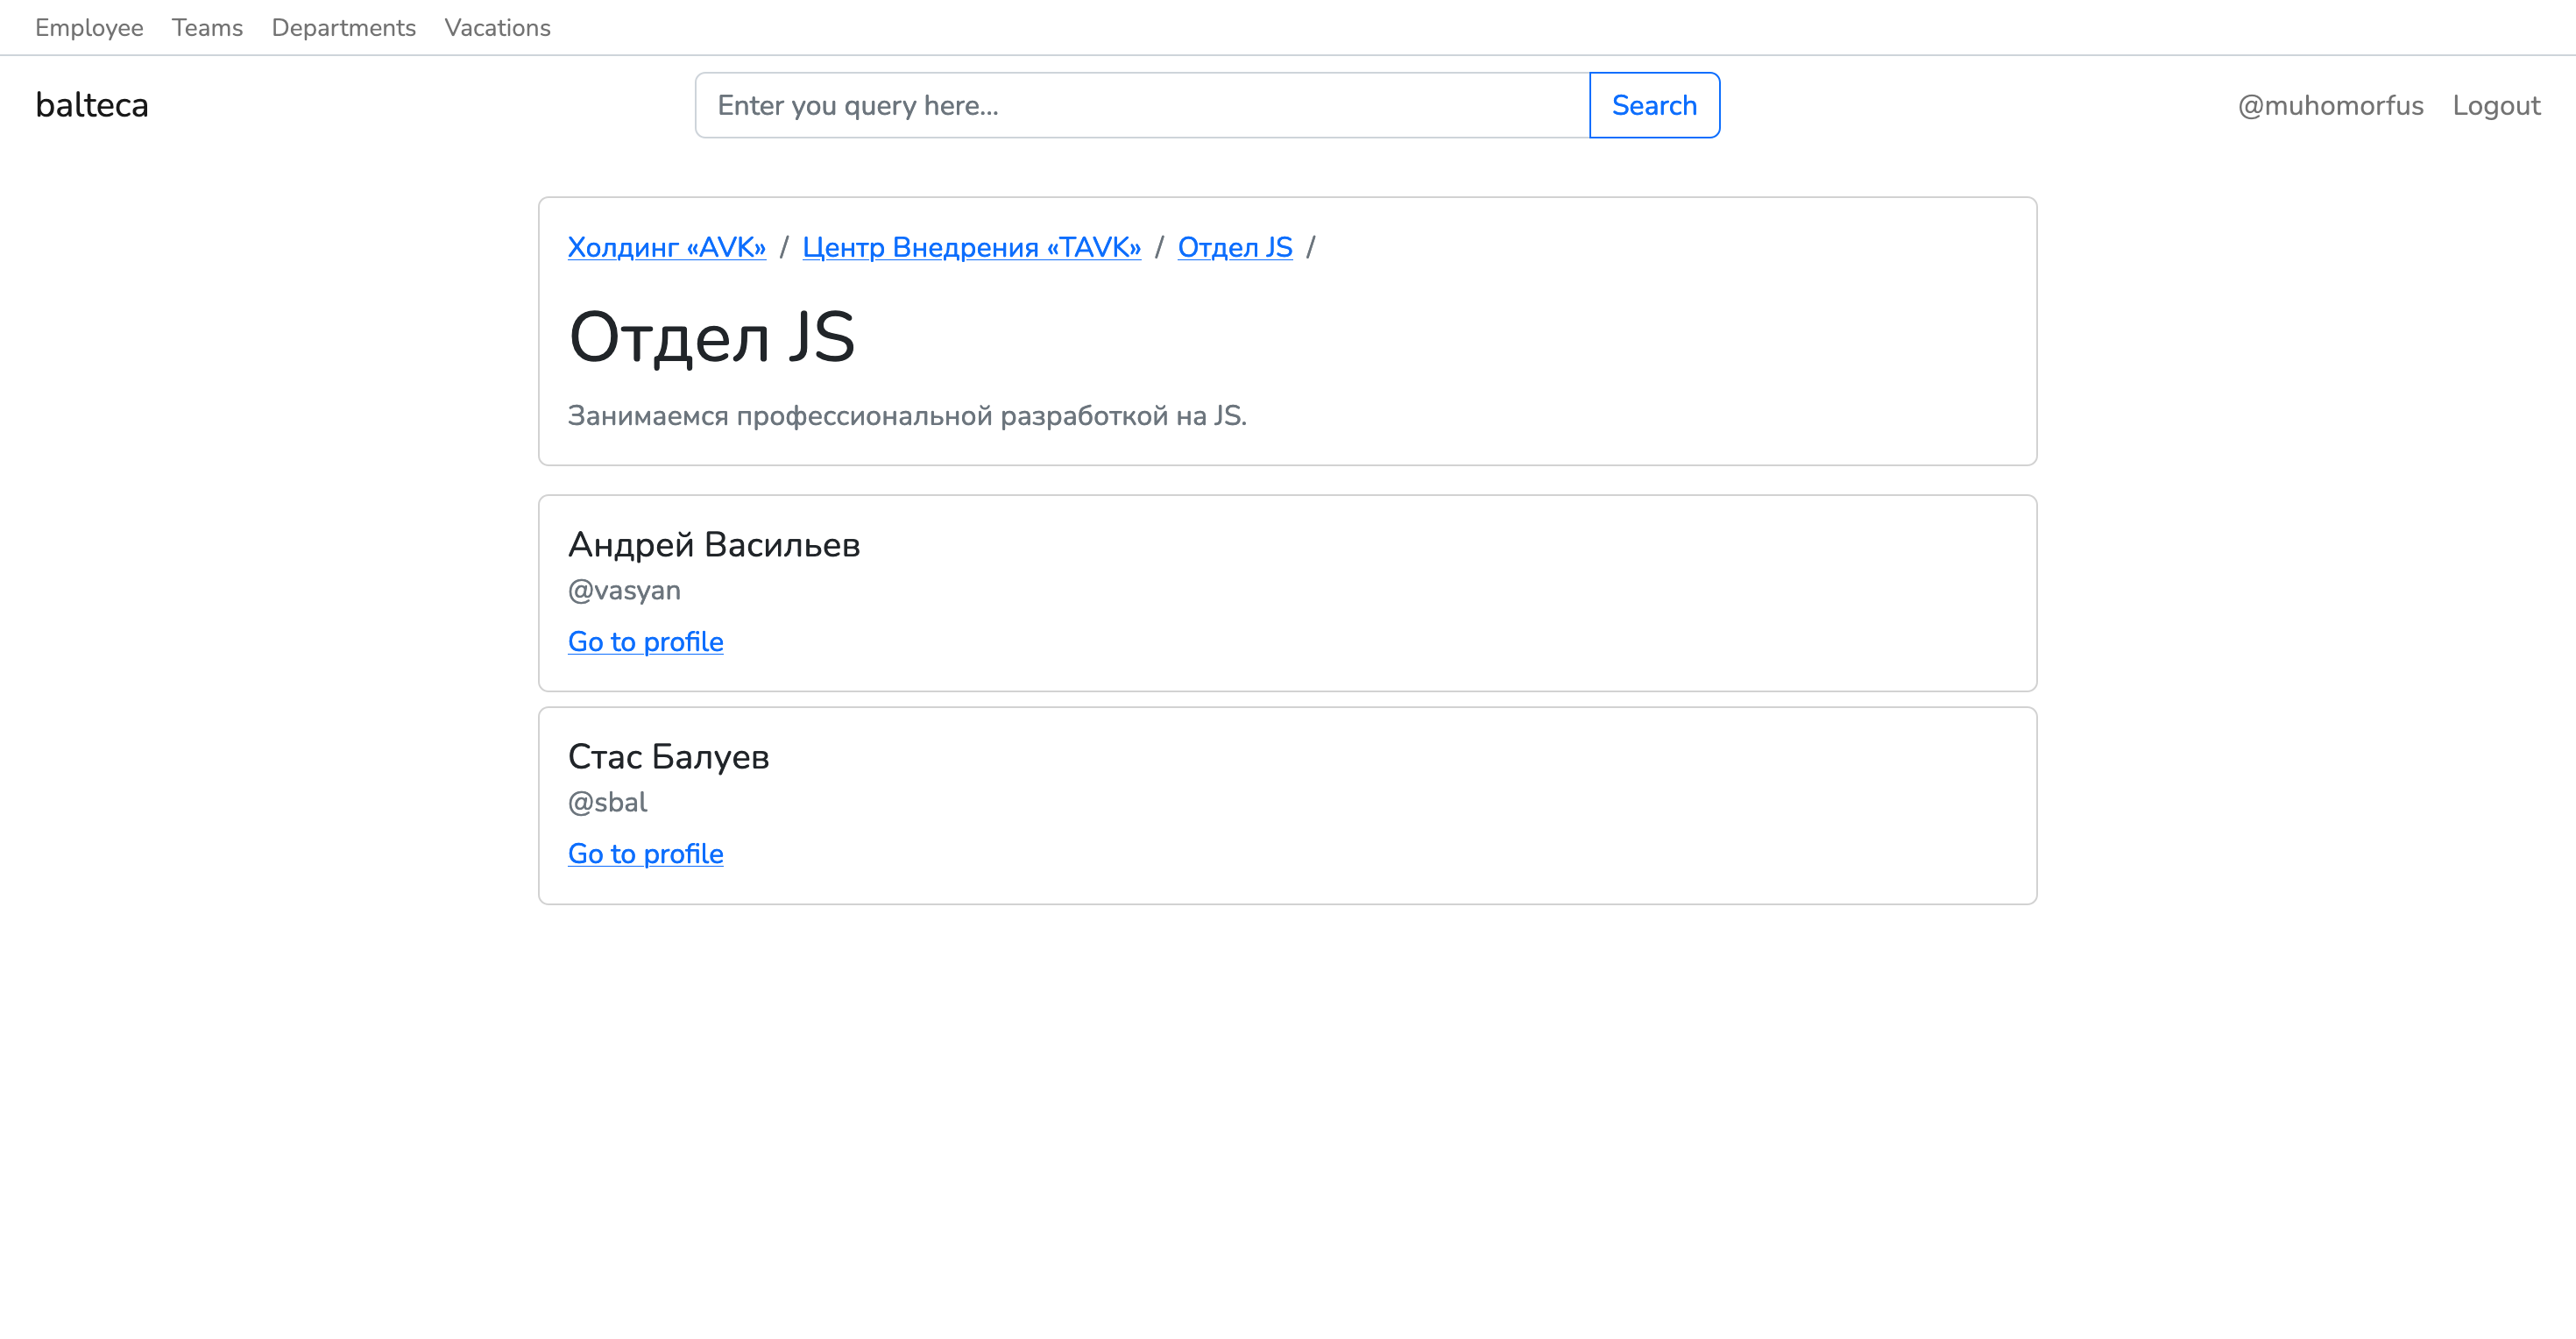 Employee Teams Departments Vacations
balteca Enter you query here... Search @muhomorfus Logout
Холдинг «AVK» / Центр Внедрения «TAVK» / Отдел JS /
Отдел JS
Занимаемся профессиональной разработкой на JS.
Андрей Васильев
@vasyan
Go to profile
Стас Балуев
@sbal
Go to profile